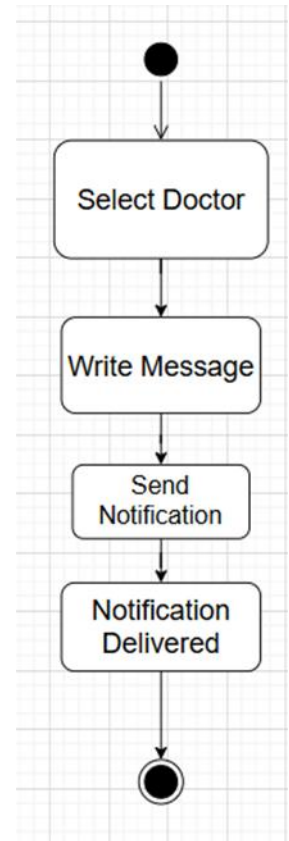 Select Doctor
Write Message
Send
Notification
Notification
Delivered